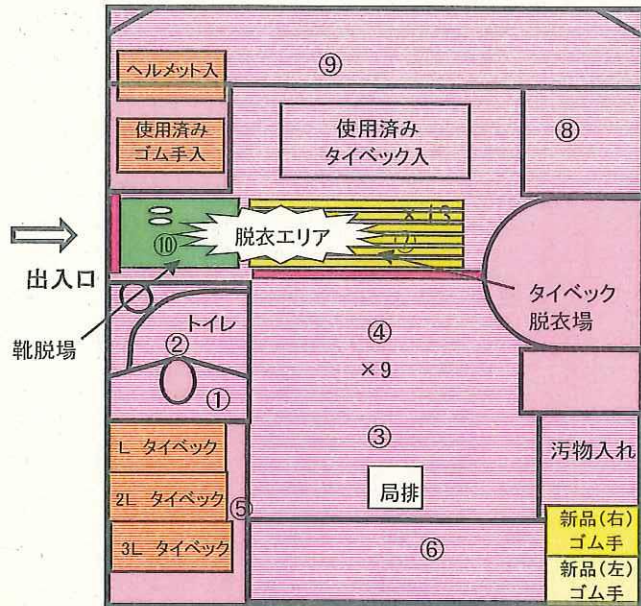 ⑨
ヘルメット入
使用済み
ゴム手入
使用済み
タイベック入
⑧
×13
⑦
⑩
脱衣エリア
出入口
靴脱場
タイベック
脱衣場
トイレ
②
①
④
×9
③
局排
L タイベック
2L タイベック
3L タイベック
⑤
⑥
汚物入れ
新品(右)
ゴム手
新品(左)
ゴム手